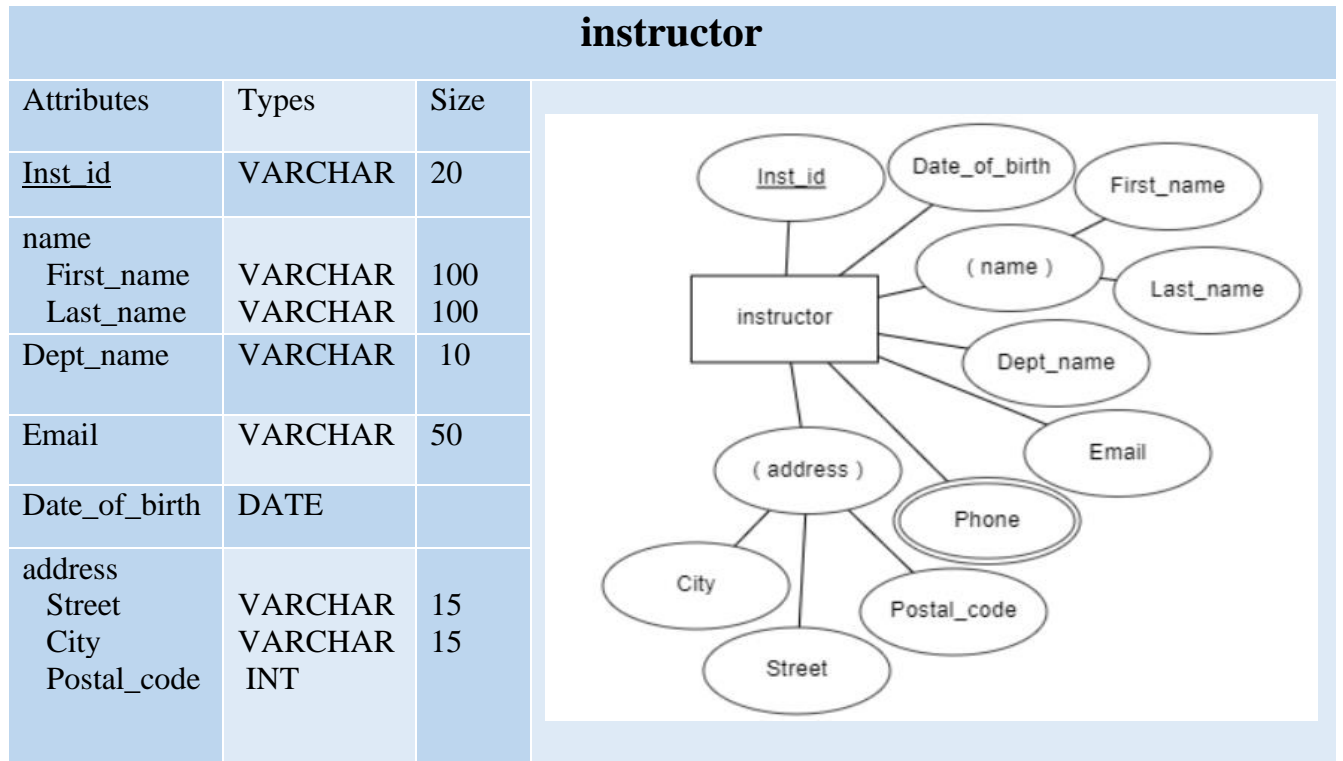 instructor
Attributes Types Size
Inst_id VARCHAR 20
name
First_name VARCHAR 100
Last_name VARCHAR 100
Dept_name VARCHAR 10
Email VARCHAR 50
Date_of_birth DATE
address
Street VARCHAR 15
City VARCHAR 15
Postal_code INT
Inst_id
Date_of_birth
First_name
( name )
Last_name
instructor
Dept_name
Email
( address )
Phone
City
Postal_code
Street